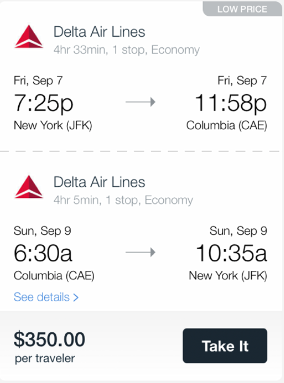 LOW PRICE
Delta Air Lines
4hr 33min, 1 stop, Economy
Fri, Sep 7 Fri, Sep 7
7:25p 11:58p
New York (JFK) Columbia (CAE)
Delta Air Lines
4hr 5min, 1 stop, Economy
Sun, Sep 9 Sun, Sep 9
6:30a 10:35a
Columbia (CAE) New York (JFK)
See details >
$350.00
per traveler
Take It